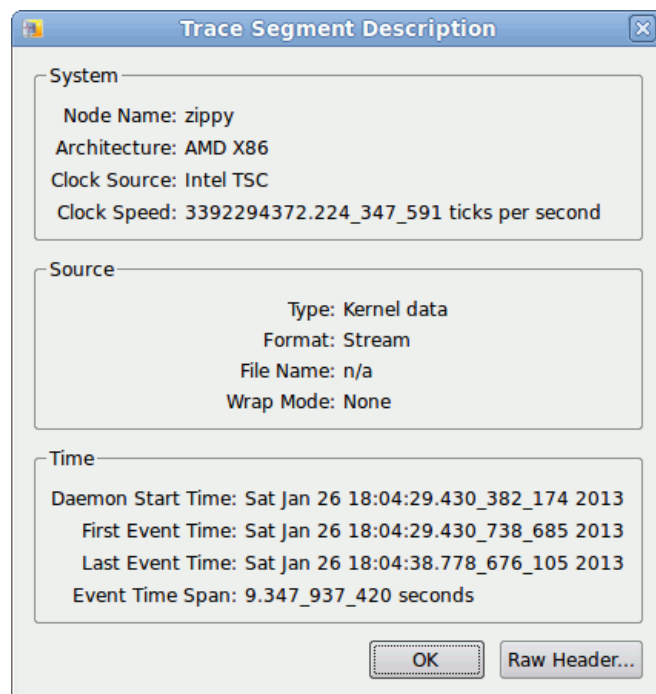 Trace Segment Description
System
Node Name: zippy
Architecture: AMD X86
Clock Source: Intel TSC
Clock Speed: 3392294372.224_347_591 ticks per second
Source
Type: Kernel data
Format: Stream
File Name: n/a
Wrap Mode: None
Time
Daemon Start Time: Sat Jan 26 18:04:29.430_382_174 2013
First Event Time: Sat Jan 26 18:04:29.430_738_685 2013
Last Event Time: Sat Jan 26 18:04:38.778_676_105 2013
Event Time Span: 9.347_937_420 seconds
OK Raw Header...